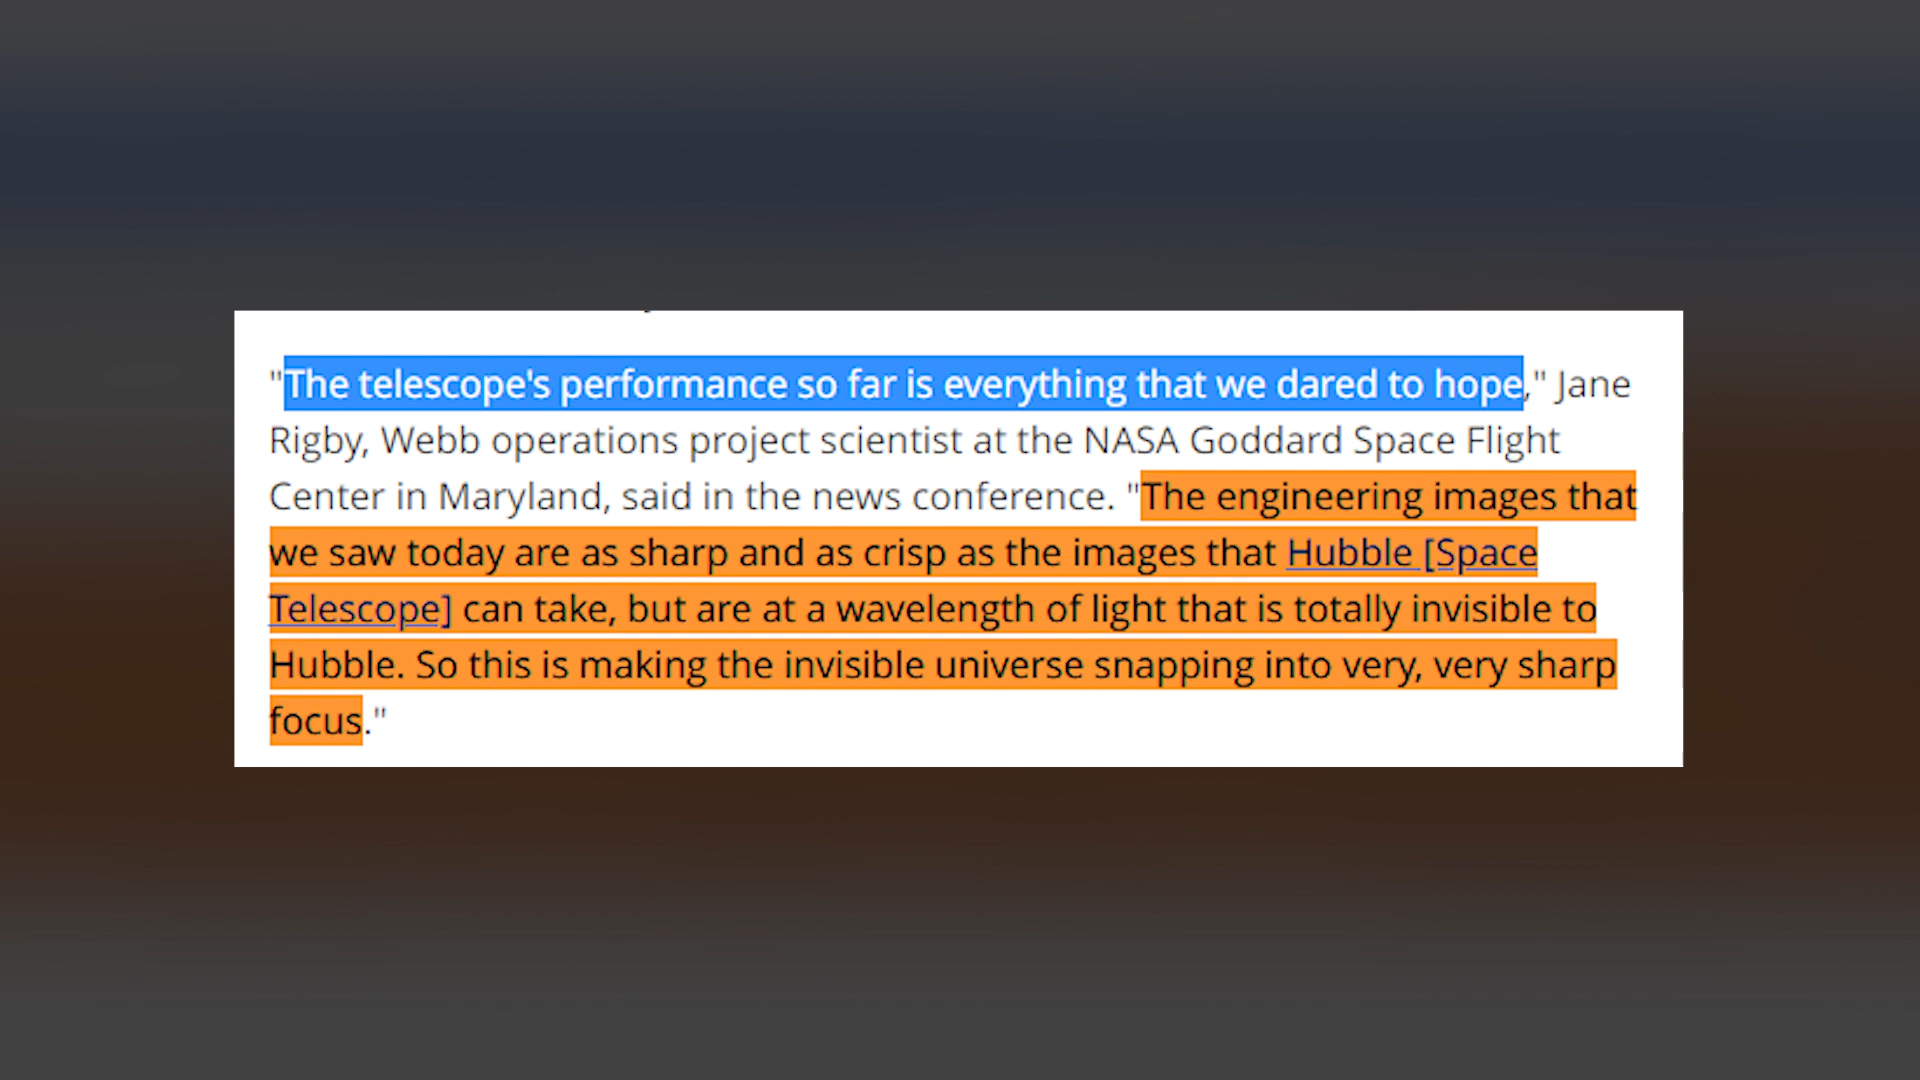 "The telescope's performance so far is everything that we dared to hope," Jane
Rigby, Webb operations project scientist at the NASA Goddard Space Flight
Center in Maryland, said in the news conference. "The engineering images that
we saw today are as sharp and as crisp as the images that Hubble [Space
Telescope] can take, but are at a wavelength of light that is totally invisible to
Hubble. So this is making the invisible universe snapping into very, very sharp
focus."